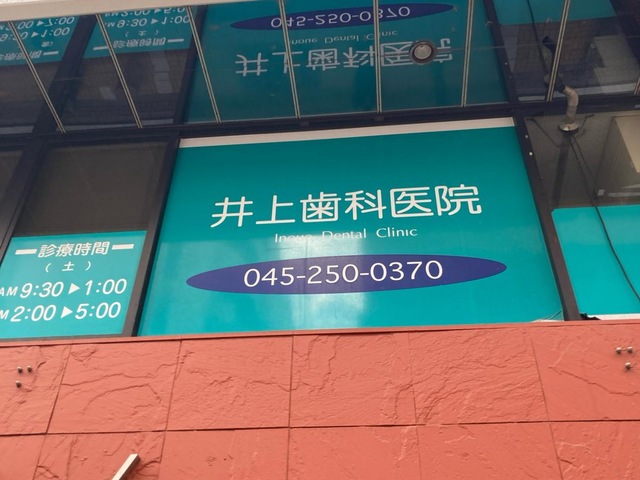 井上歯科医院
Inoue Dental Clinic
045-250-0370
診療時間
(土)
AM 9:30▶1:00
PM 2:00▶5:00